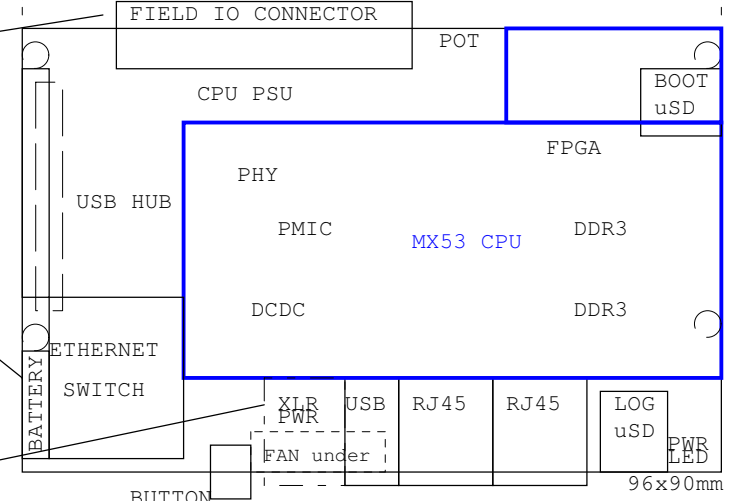 FIELD IO CONNECTOR
POT
BOOT
uSD
CPU PSU
FPGA
PHY
USB HUB
PMIC
MX53 CPU
DDR3
DCDC
DDR3
ETHERNET
SWITCH
BATTERY
XLR
PWR
USB
RJ45
RJ45
LOG
uSD
PWR
LED
FAN under
96x90mm
BUTTON